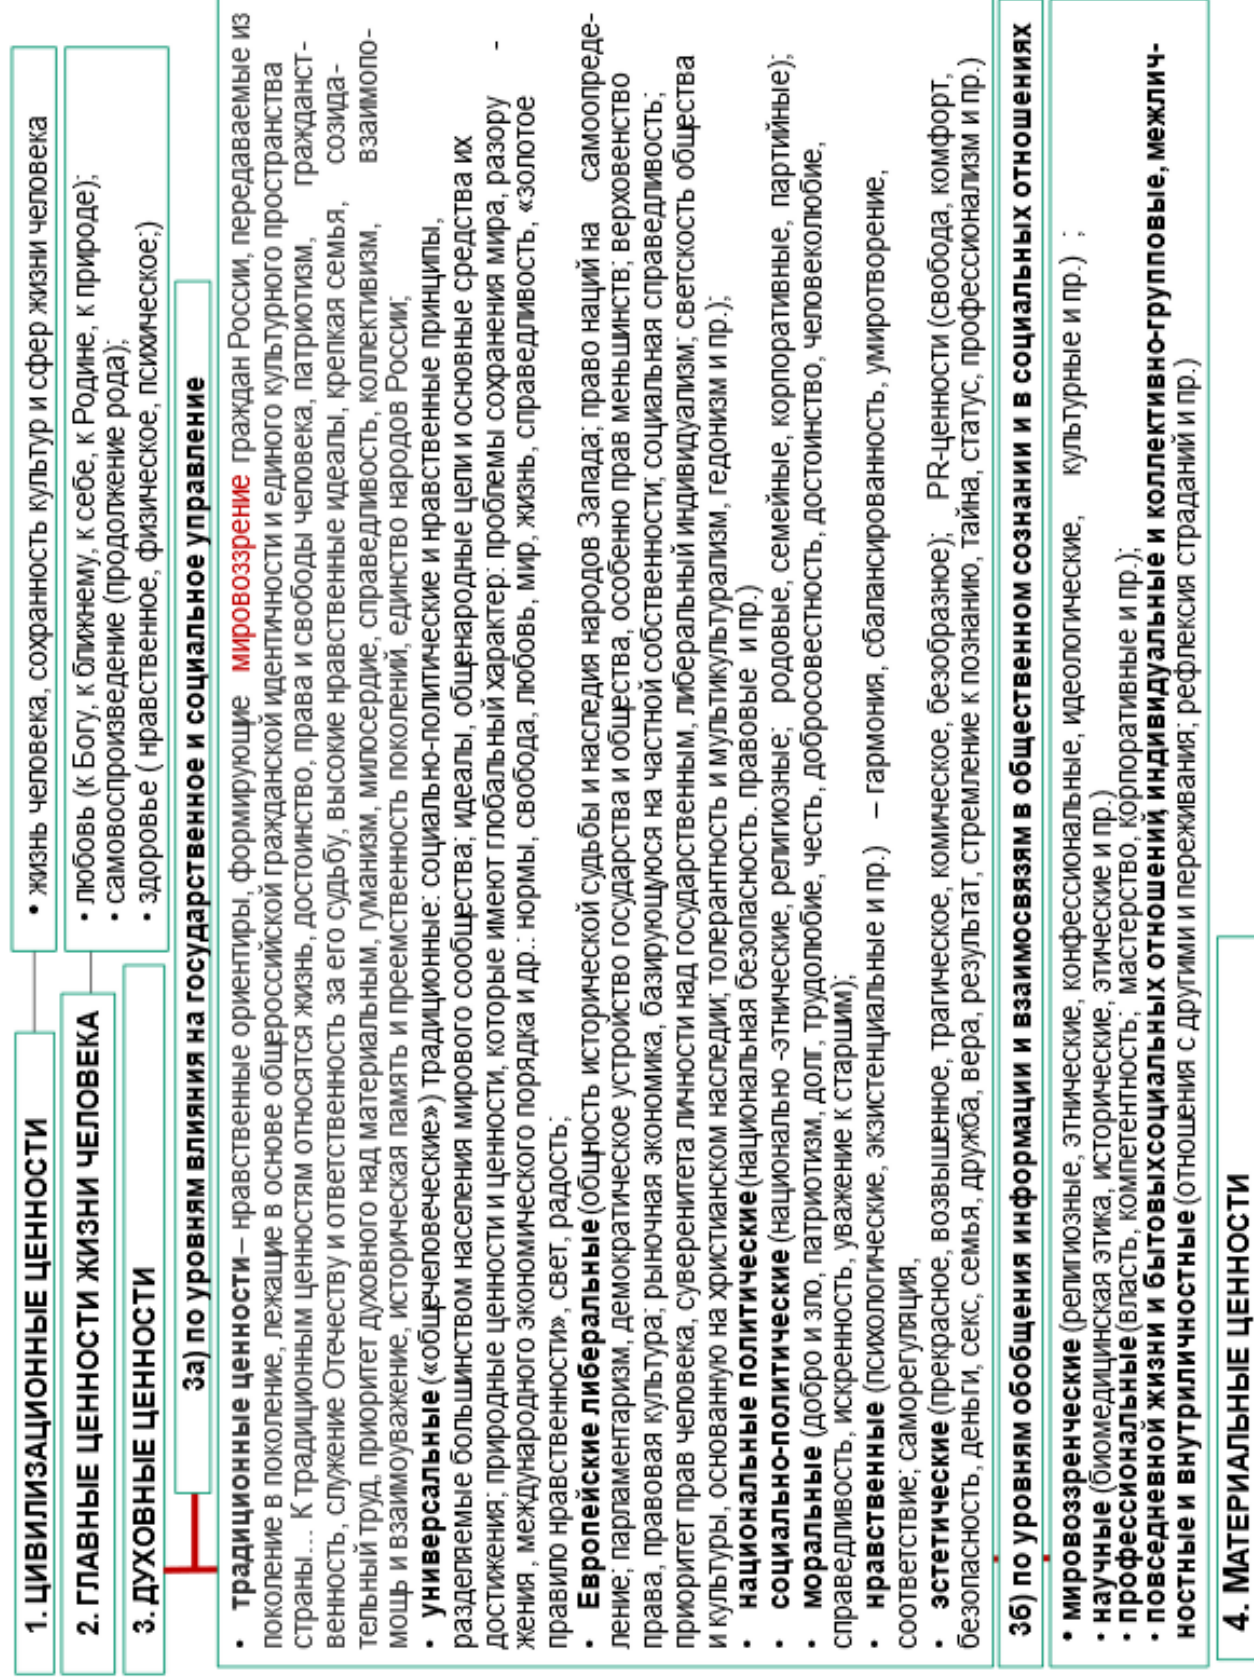 1. ЦИВИЛИЗАЦИОННЫЕ ЦЕННОСТИ
• жизнь человека, сохранность культур и сфер жизни человека
2. ГЛАВНЫЕ ЦЕННОСТИ ЖИЗНИ ЧЕЛОВЕКА
• любовь (к Богу, к ближнему, к себе, к Родине, к природе);
• самовоспроизведение (продолжение рода);
• здоровье ( нравственное, физическое, психическое;)
3. ДУХОВНЫЕ ЦЕННОСТИ
3а) по уровням влияния на государственное и социальное управление
• традиционные ценности – нравственные ориентиры, формирующие мировоззрение граждан России, передаваемые из
поколение в поколение, лежащие в основе общероссийской гражданской идентичности и единого культурного пространства
страны... К традиционным ценностям относятся жизнь, достоинство, права и свободы человека, патриотизм, гражданст-
венность, служение Отечеству и ответственность за его судьбу, высокие нравственные идеалы, крепкая семья, созида-
тельный труд, приоритет духовного над материальным, гуманизм, милосердие, справедливость, коллективизм, взаимопо-
мощь и взаимоуважение, историческая память и преемственность поколений, единство народов России;
• универсальные («общечеловеческие») традиционные: социально-политические и нравственные принципы,
разделяемые большинством населения мирового сообщества; идеалы, общенародные цели и основные средства их
достижения; природные ценности и ценности, которые имеют глобальный характер: проблемы сохранения мира, разору -
жения, международного экономического порядка и др.: нормы, свобода, любовь, мир, жизнь, справедливость, «золотое
правило нравственности», свет, радость;
• Европейские либеральные (общность исторической судьбы и наследия народов Запада; право наций на самоопреде-
ление; парламентаризм, демократическое устройство государства и общества, особенно прав меньшинств; верховенство
права, правовая культура; рыночная экономика, базирующуюся на частной собственности; социальная справедливость;
приоритет прав человека, суверенитета личности над государственным, либеральный индивидуализм; светскость общества
и культуры, основанную на христианском наследии; толерантность и мультикультурализм, гедонизм и пр.);
• национальные политические (национальная безопасность. правовые и пр.)
• социально-политические (национально -этнические, религиозные; родовые, семейные, корпоративные, партийные);
• моральные (добро и зло, патриотизм, долг, трудолюбие, честь, добросовестность, достоинство, человеколюбие,
справедливость, искренность, уважение к старшим);
• нравственные (психологические, экзистенциальные и пр.) – гармония, сбалансированность, умиротворение,
соответствие; саморегуляция,
• эстетические (прекрасное, возвышенное, трагическое, комическое, безобразное); PR-ценности (свобода, комфорт,
безопасность, деньги, секс, семья, дружба, вера, результат, стремление к познанию, тайна, статус, профессионализм и пр.)
3б) по уровням обобщения информации и взаимосвязям в общественном сознании и в социальных отношениях
• мировоззренческие (религиозные, этнические, конфессиональные, идеологические, культурные и пр.) ;
• научные (биомедицинская этика, исторические, этические и пр.)
• профессиональные (власть, компетентность; мастерство, корпоративные и пр.);
• повседневной жизни и бытовыхсоциальных отношений, индивидуальные и коллективно-групповые, межлич-
ностные и внутриличностные (отношения с другими и переживания; рефлексия страданий и пр.)
4. МАТЕРИАЛЬНЫЕ ЦЕННОСТИ